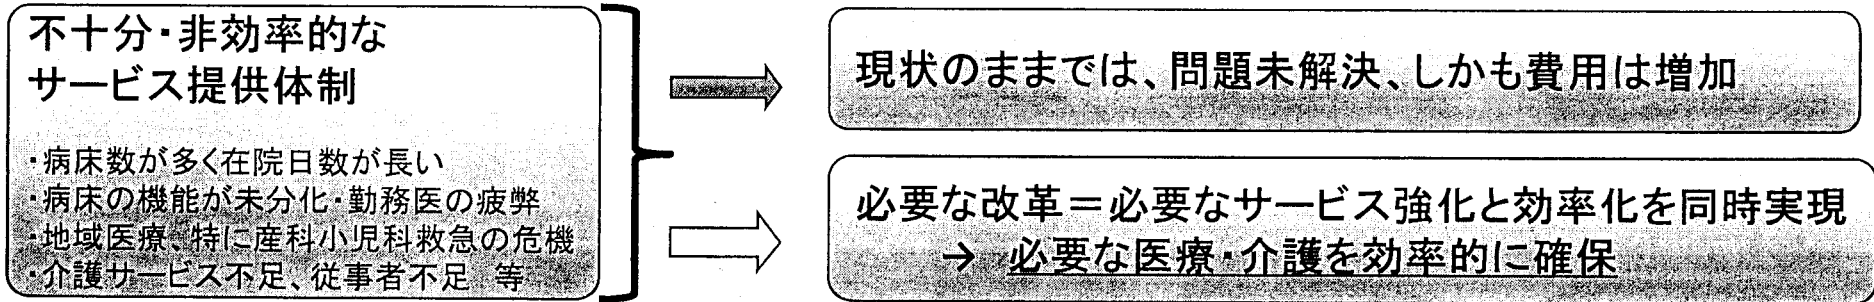 不十分・非効率的な
サービス提供体制
・病床数が多く在院日数が長い
・病床の機能が未分化・勤務医の疲弊
・地域医療、特に産科小児科救急の危機
・介護サービス不足、従事者不足 等
現状のままでは、問題未解決、しかも費用は増加
必要な改革＝必要なサービス強化と効率化を同時実現
→ 必要な医療・介護を効率的に確保